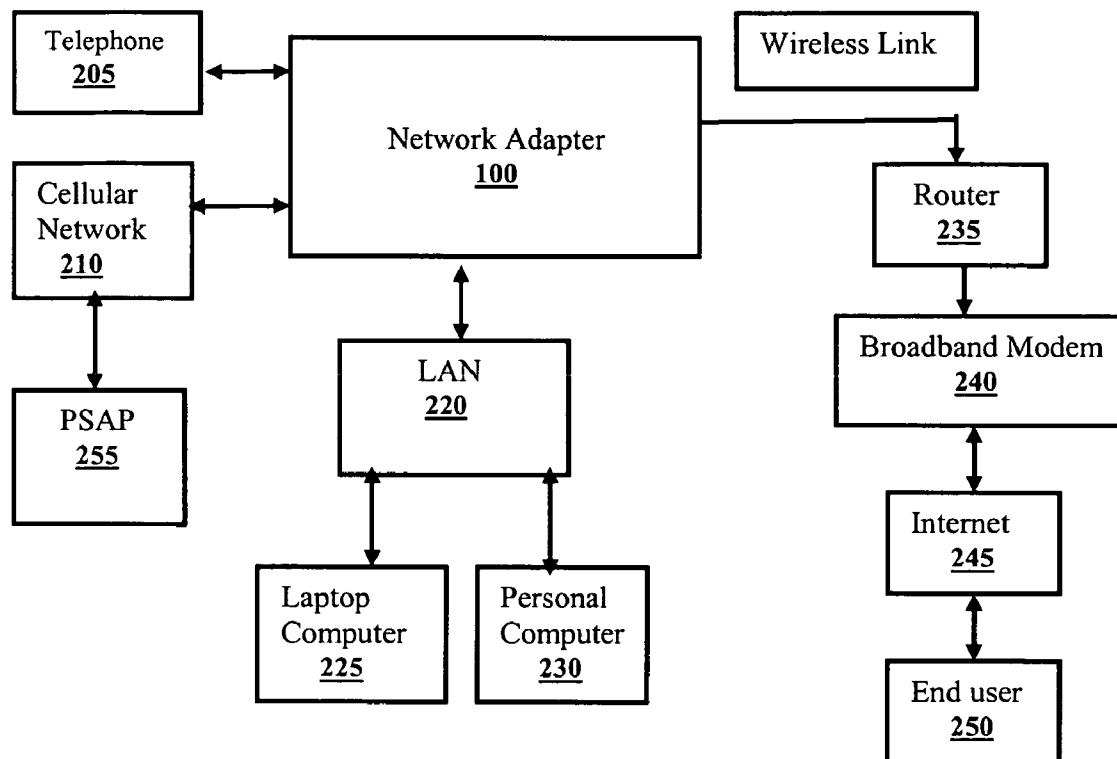 Telephone
205
Network Adapter
100
Wireless Link
Cellular
Network
210
Router
235
PSAP
255
LAN
220
Broadband Modem
240
Laptop
Computer
225
Personal
Computer
230
Internet
245
End user
250